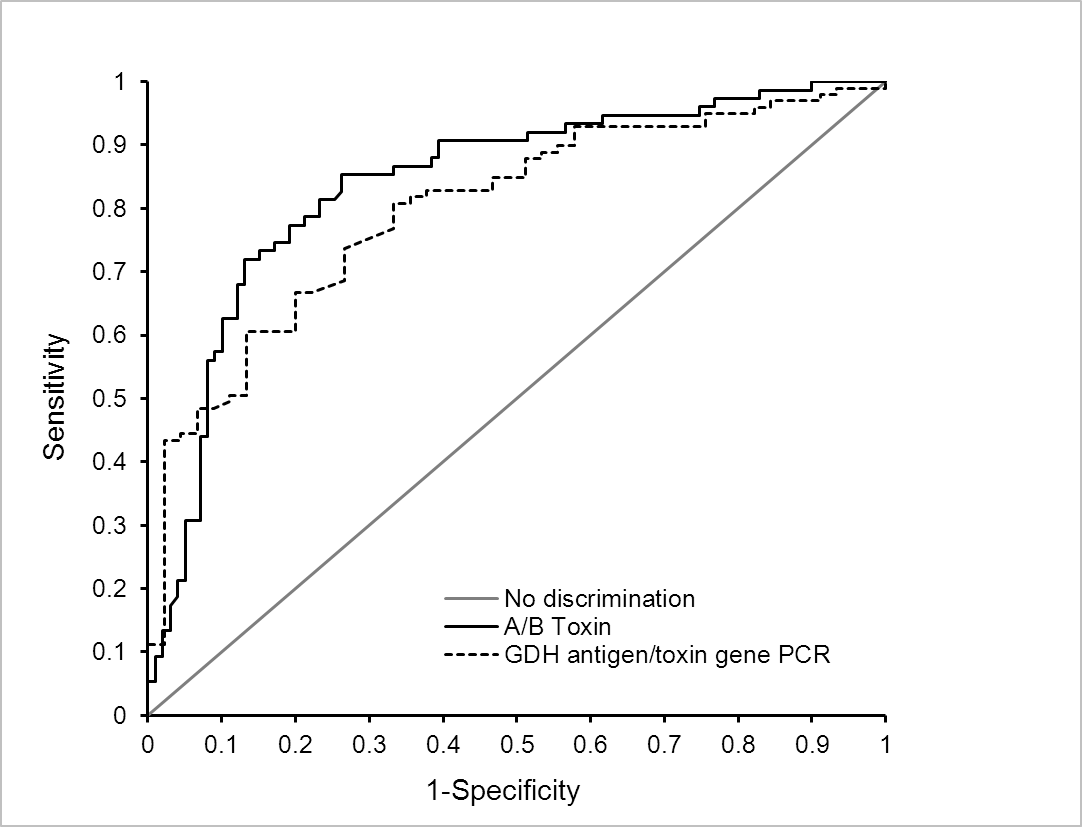 1
0.9
0.8
0.7
0.6
0.5
0.4
0.3
0.2
0.1
0
Sensitivity
No discrimination
A/B Toxin
GDH antigen/toxin gene PCR
0 0.1 0.2 0.3 0.4 0.5 0.6 0.7 0.8 0.9 1
1-Specificity